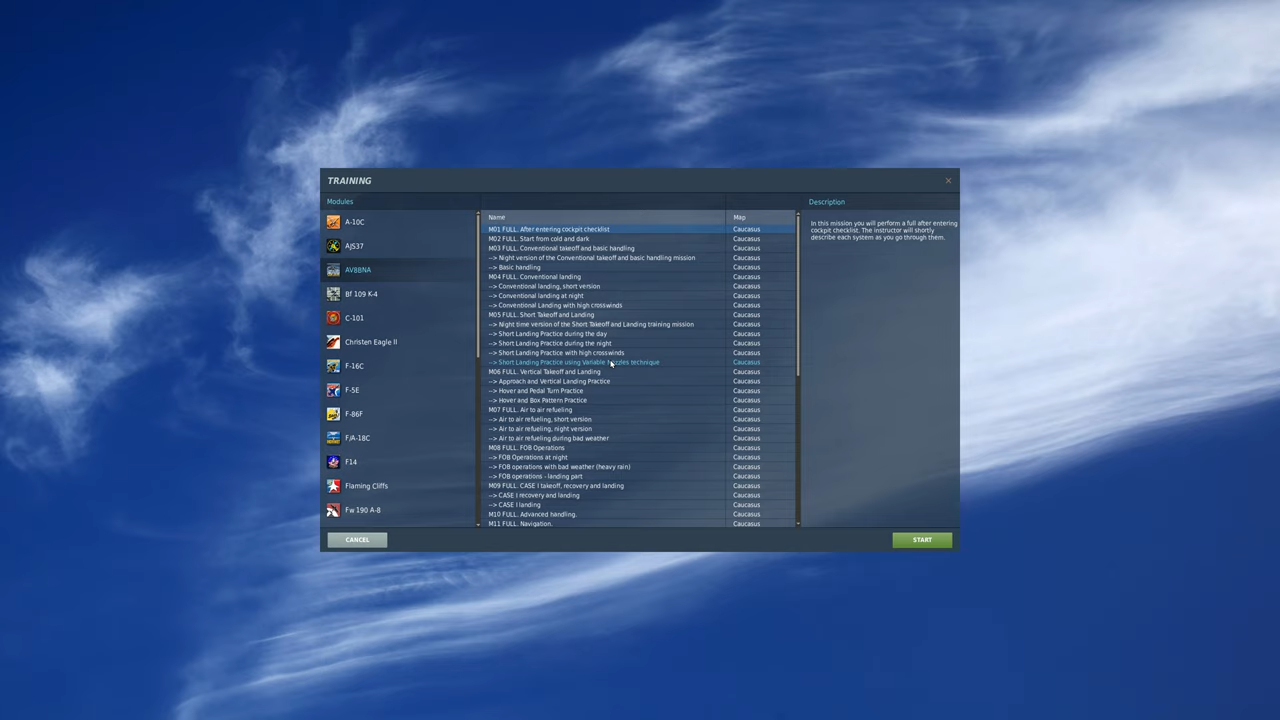 TRAINING
×
Modules
Description
A-10C
AJS37
AV8BNA
Bf 109 K-4
C-101
Christen Eagle II
F-16C
F-5E
F-86F
F/A-18C
F14
Flaming Cliffs
Fw 190 A-8
Name Map
M01 FULL. After entering cockpit checklist Caucasus
M02 FULL. Start from cold and dark Caucasus
M03 FULL. Conventional takeoff and basic handling Caucasus
--> Night version of the Conventional takeoff and basic handling mission Caucasus
--> Basic handling Caucasus
M04 FULL. Conventional landing Caucasus
--> Conventional landing, short version Caucasus
--> Conventional landing at night Caucasus
--> Conventional Landing with high crosswinds Caucasus
M05 FULL. Short Takeoff and Landing Caucasus
--> Night time version of the Short Takeoff and Landing training mission Caucasus
--> Short Landing Practice during the day Caucasus
--> Short Landing Practice during the night Caucasus
--> Short Landing Practice with high crosswinds Caucasus
--> Short Landing Practice using Variable Nozzles technique Caucasus
M06 FULL. Vertical Takeoff and Landing Caucasus
--> Approach and Vertical Landing Practice Caucasus
--> Hover and Pedal Turn Practice Caucasus
--> Hover and Box Pattern Practice Caucasus
M07 FULL. Air to air refueling Caucasus
--> Air to air refueling, short version Caucasus
--> Air to air refueling, night version Caucasus
--> Air to air refueling during bad weather Caucasus
M08 FULL. FOB Operations Caucasus
--> FOB Operations at night Caucasus
--> FOB operations with bad weather (heavy rain) Caucasus
--> FOB operations - landing part Caucasus
M09 FULL. CASE I takeoff, recovery and landing Caucasus
--> CASE I recovery and landing Caucasus
--> CASE I landing Caucasus
M10 FULL. Advanced handling. Caucasus
M11 FULL. Navigation. Caucasus
In this mission you will perform a full after entering
cockpit checklist. The instructor will shortly
describe each system as you go through them.
CANCEL
START